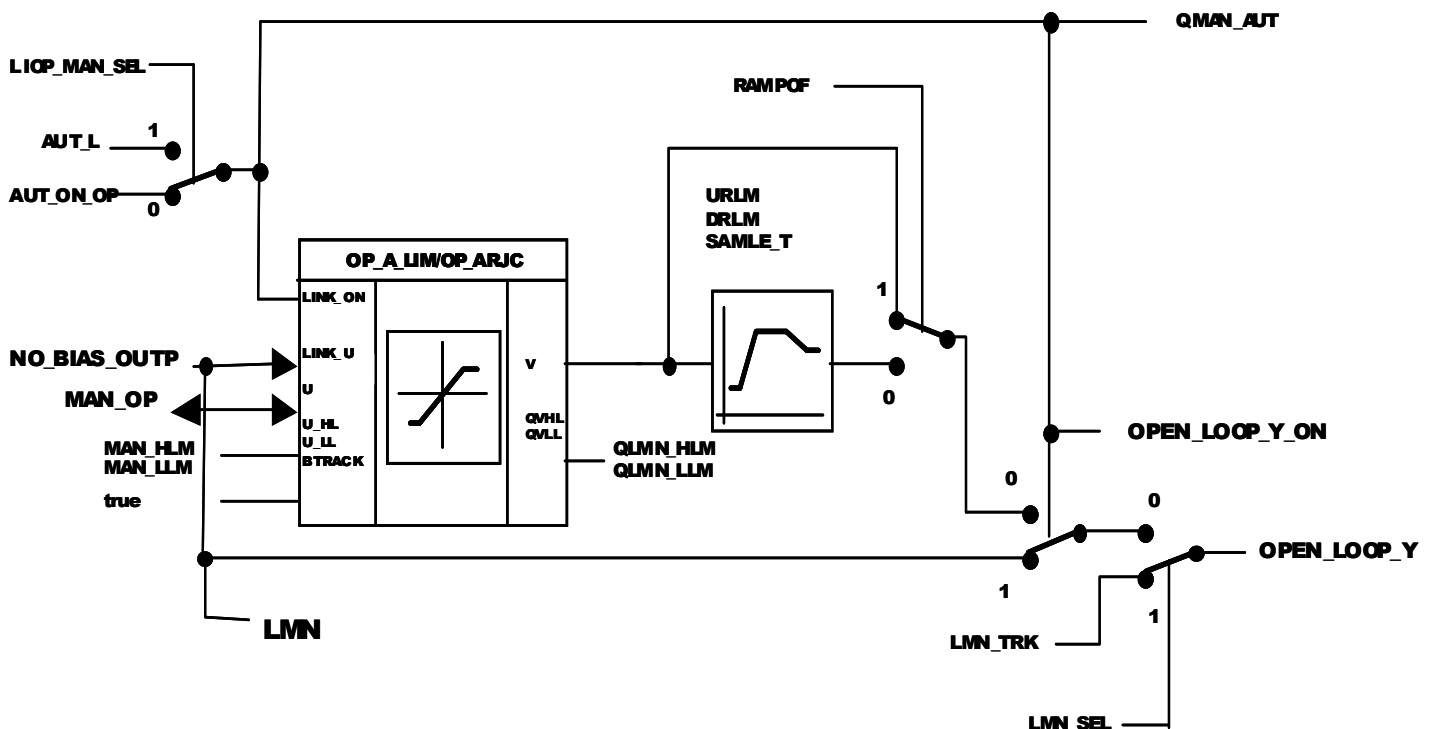 QMAN_AUT
LIOP_MAN_SEL
RAMPOF
1
AUT_L
AUT_ON_OP
0
URLM
DRLM
SAMLE_T
OP_A_LIM/OP_ARJC
LINK_ON
1
NO_BIAS_OUTP
LINK_U
V
U
MAN_OP
0
U_HL
U_LL
BTRACK
QVHL
QVLL
MAN_HLM
MAN_LLM
QLMN_HLM
QLMN_LLM
OPEN_LOOP_Y_ON
true
0
0
OPEN_LOOP_Y
1
1
LMN
LMN_TRK
LMN_SEL